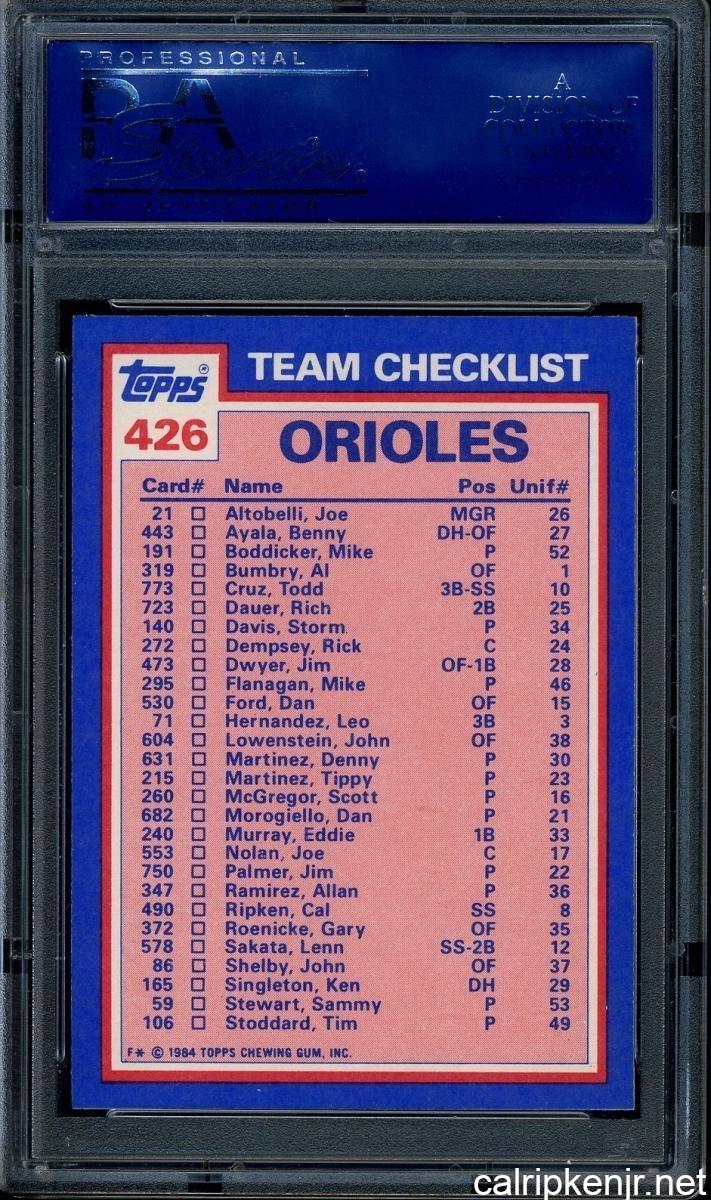 PROFESSIONAL
PSA
Sports
AUTHENTICATOR
A
DIVISION OF
COLLECTORS
UNIVERSE
topps®
TEAM CHECKLIST
426
ORIOLES
Card# Name Pos Unif#
21 □ Altobelli, Joe MGR 26
443 □ Ayala, Benny DH-OF 27
191 □ Boddicker, Mike P 52
319 □ Bumbry, Al OF 1
773 □ Cruz, Todd 3B-SS 10
723 □ Dauer, Rich 2B 25
140 □ Davis, Storm P 34
272 □ Dempsey, Rick C 24
473 □ Dwyer, Jim OF-1B 28
295 □ Flanagan, Mike P 46
530 □ Ford, Dan OF 15
71 □ Hernandez, Leo 3B 3
604 □ Lowenstein, John OF 38
631 □ Martinez, Denny P 30
215 □ Martinez, Tippy P 23
260 □ McGregor, Scott P 16
682 □ Morogiello, Dan P 21
240 □ Murray, Eddie 1B 33
553 □ Nolan, Joe C 17
750 □ Palmer, Jim P 22
347 □ Ramirez, Allan P 36
490 □ Ripken, Cal SS 8
372 □ Roenicke, Gary OF 35
578 □ Sakata, Lenn SS-2B 12
86 □ Shelby, John OF 37
165 □ Singleton, Ken DH 29
59 □ Stewart, Sammy P 53
106 □ Stoddard, Tim P 49
F* © 1984 TOPPS CHEWING GUM, INC.
calripkenjr.net